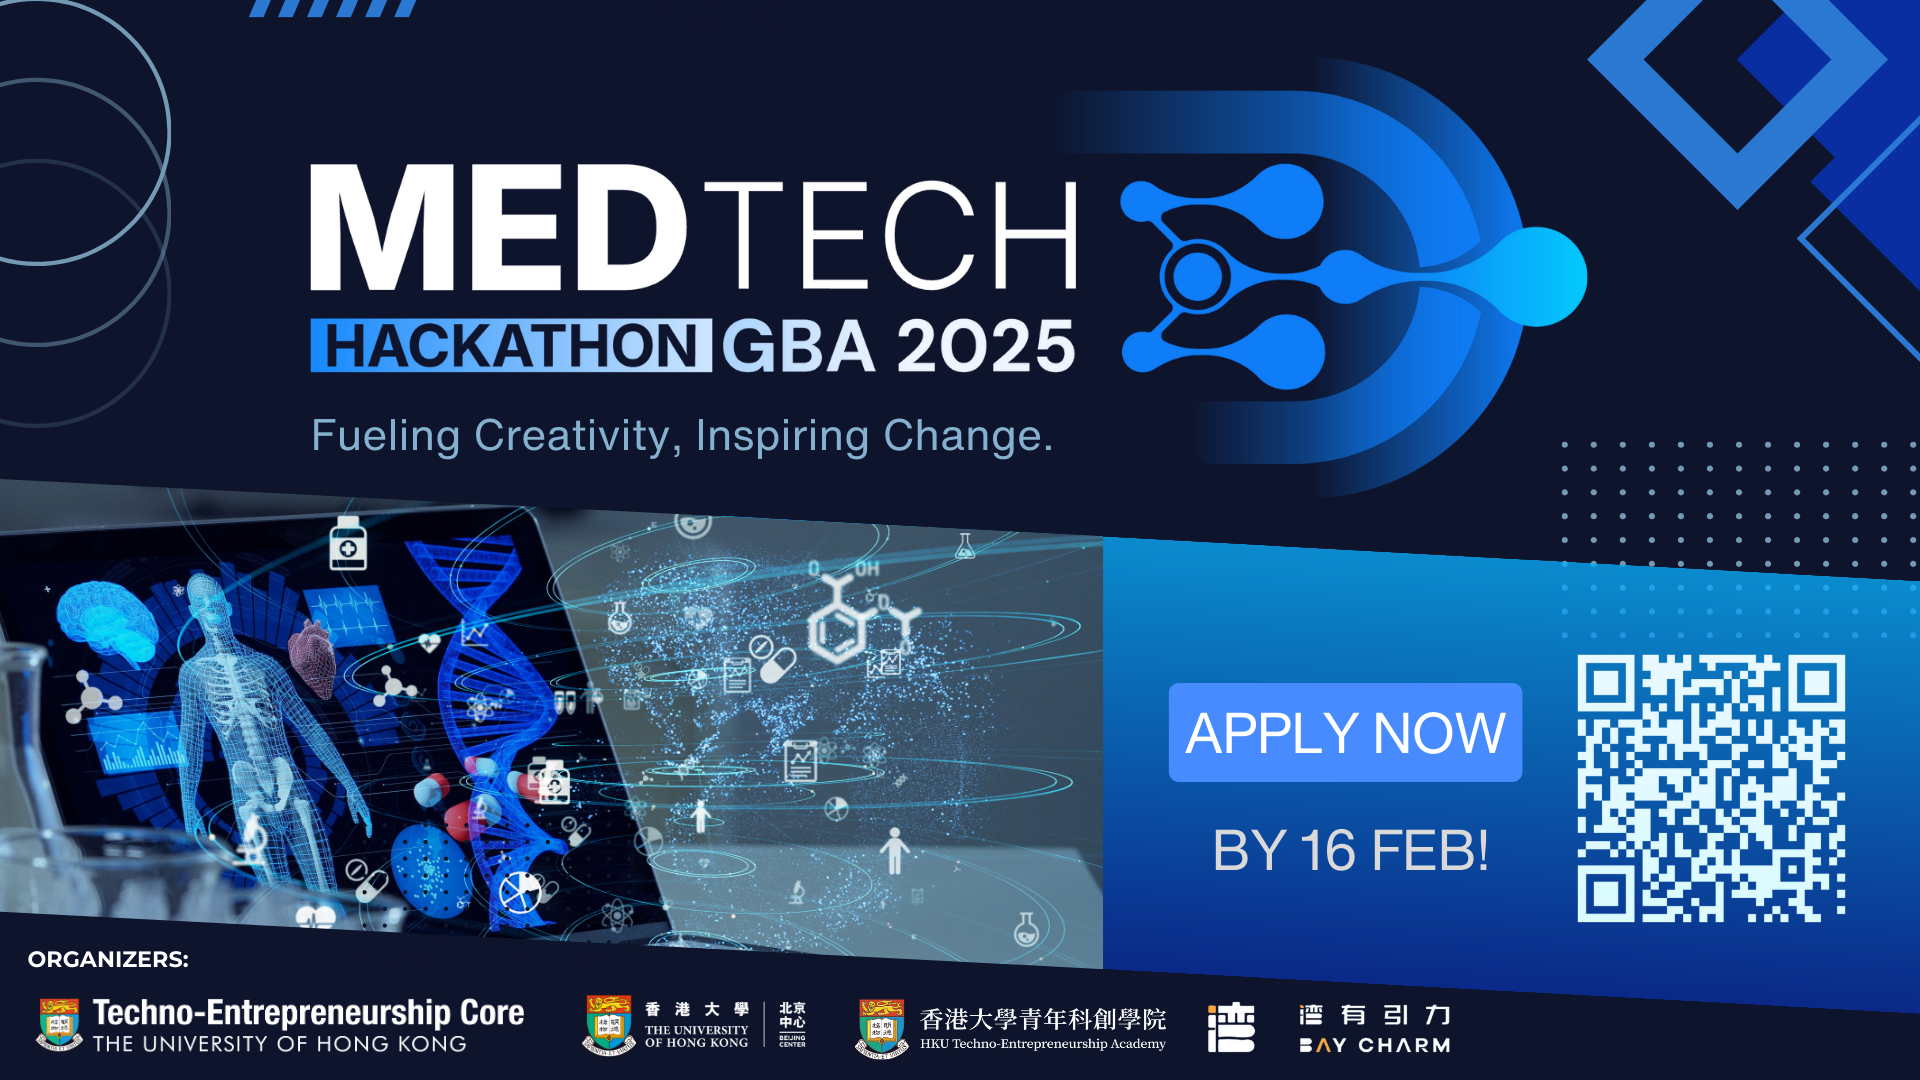 MEDTECH
HACKATHON GBA 2025
Fueling Creativity, Inspiring Change.
O OH
O
O
APPLY NOW
BY 16 FEB!
ORGANIZERS:
Techno-Entrepreneurship Core
THE UNIVERSITY OF HONG KONG
香港大學
THE UNIVERSITY
OF HONG KONG
北京
中心
BEIJING
CENTER
香港大學青年科創學院
HKU Techno-Entrepreneurship Academy
湾有引力
BAY CHARM